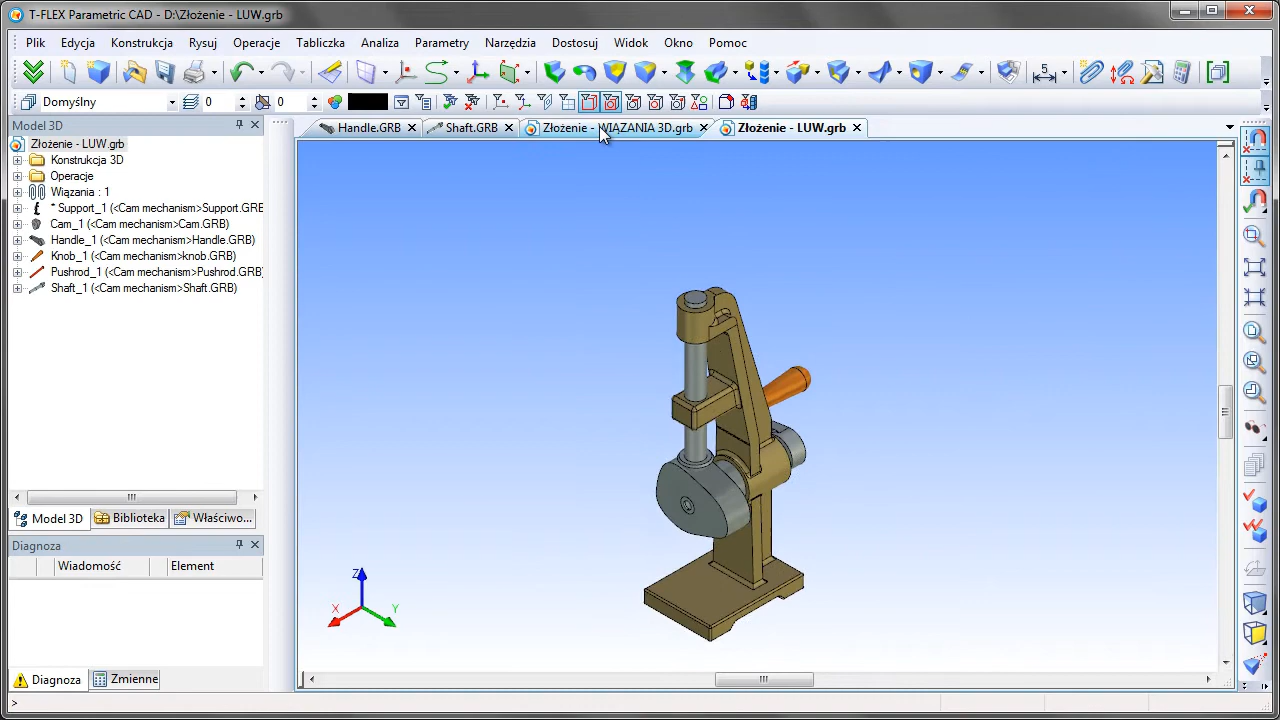 T-FLEX Parametric CAD - D:\Złożenie - LUW.grb
Plik Edycja Konstrukcja Rysuj Operacje Tabliczka Analiza Parametry Narzędzia Dostosuj Widok Okno Pomoc
5
Domyślny 0 0
Model 3D
Handle.GRB Shaft.GRB Złożenie - WIĄZANIA 3D.grb Złożenie - LUW.grb
Złożenie - LUW.grb
Konstrukcja 3D
Operacje
Wiązania : 1
* Support_1 (<Cam mechanism>Support.GRB
Cam_1 (<Cam mechanism>Cam.GRB)
Handle_1 (<Cam mechanism>Handle.GRB)
Knob_1 (<Cam mechanism>knob.GRB)
Pushrod_1 (<Cam mechanism>Pushrod.GRB)
Shaft_1 (<Cam mechanism>Shaft.GRB)
Model 3D Biblioteka Właściwo...
Diagnoza
Wiadomość Element
Z
X Y
Diagnoza Zmienne
>